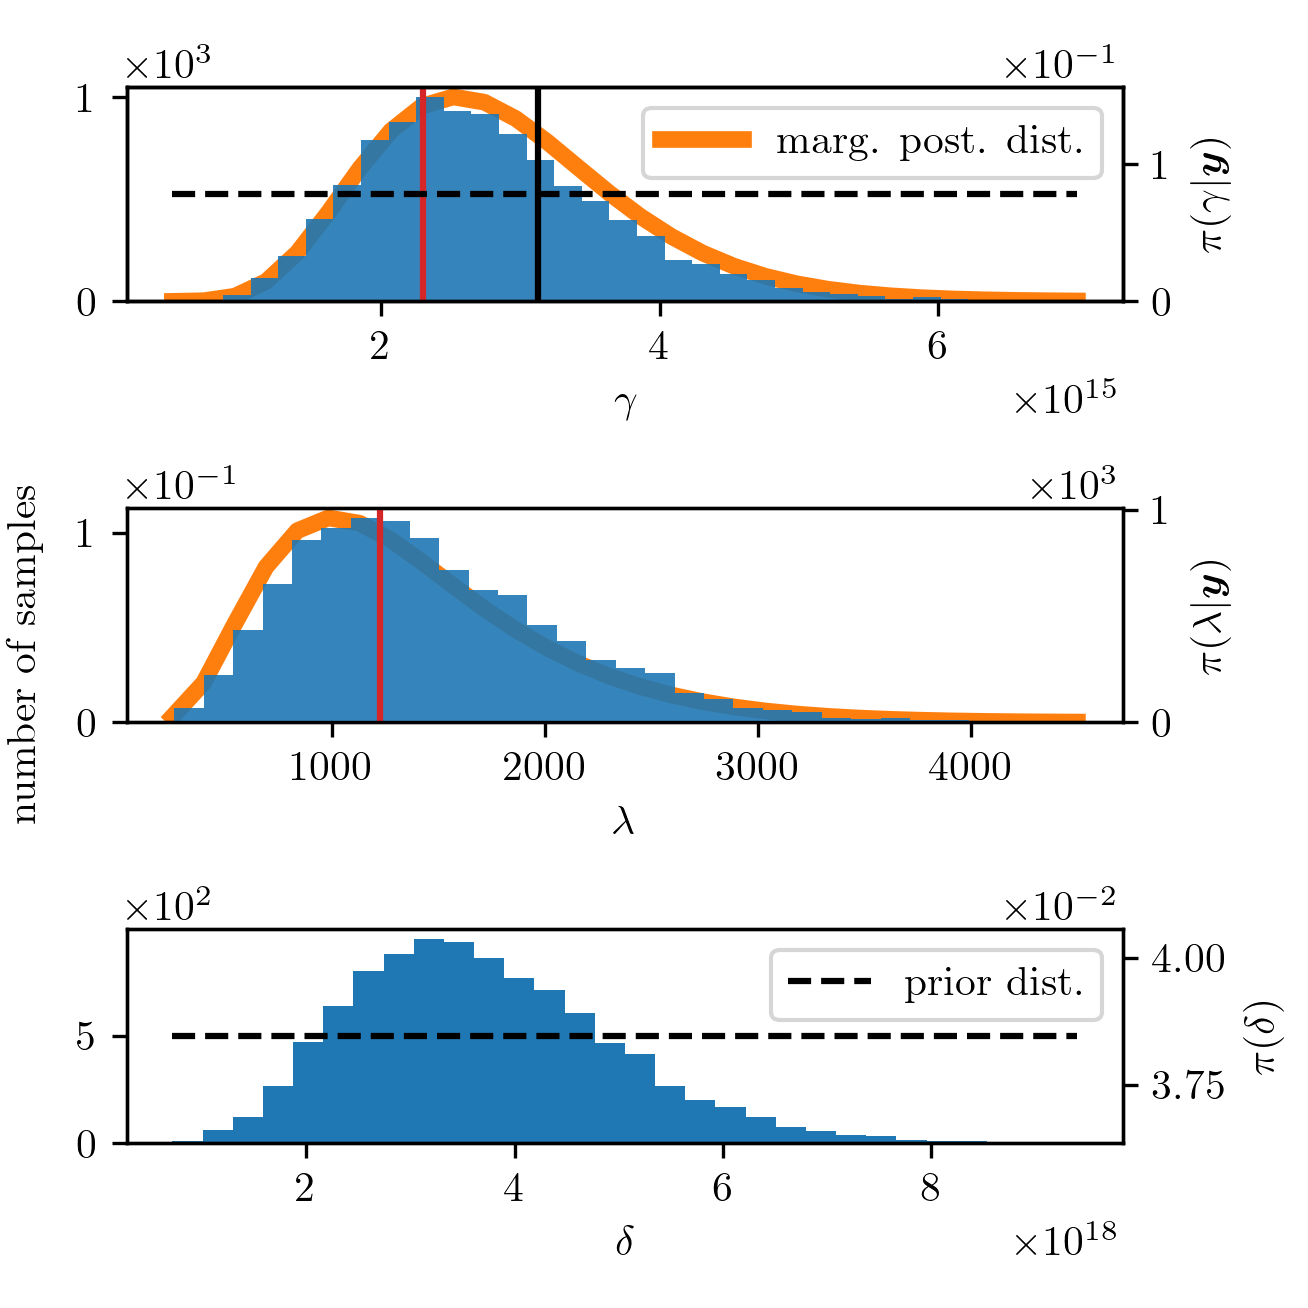 ×10³ ×10⁻¹
1
marg. post. dist.
1
0
0
π(γ|y)
2 4 6
γ
×10¹⁵
×10⁻¹ ×10³
1
1
0
0
number of samples
π(λ|y)
1000 2000 3000 4000
λ
×10² ×10⁻²
prior dist.
4.00
5
3.75
0
π(δ)
2 4 6 8
δ
×10¹⁸